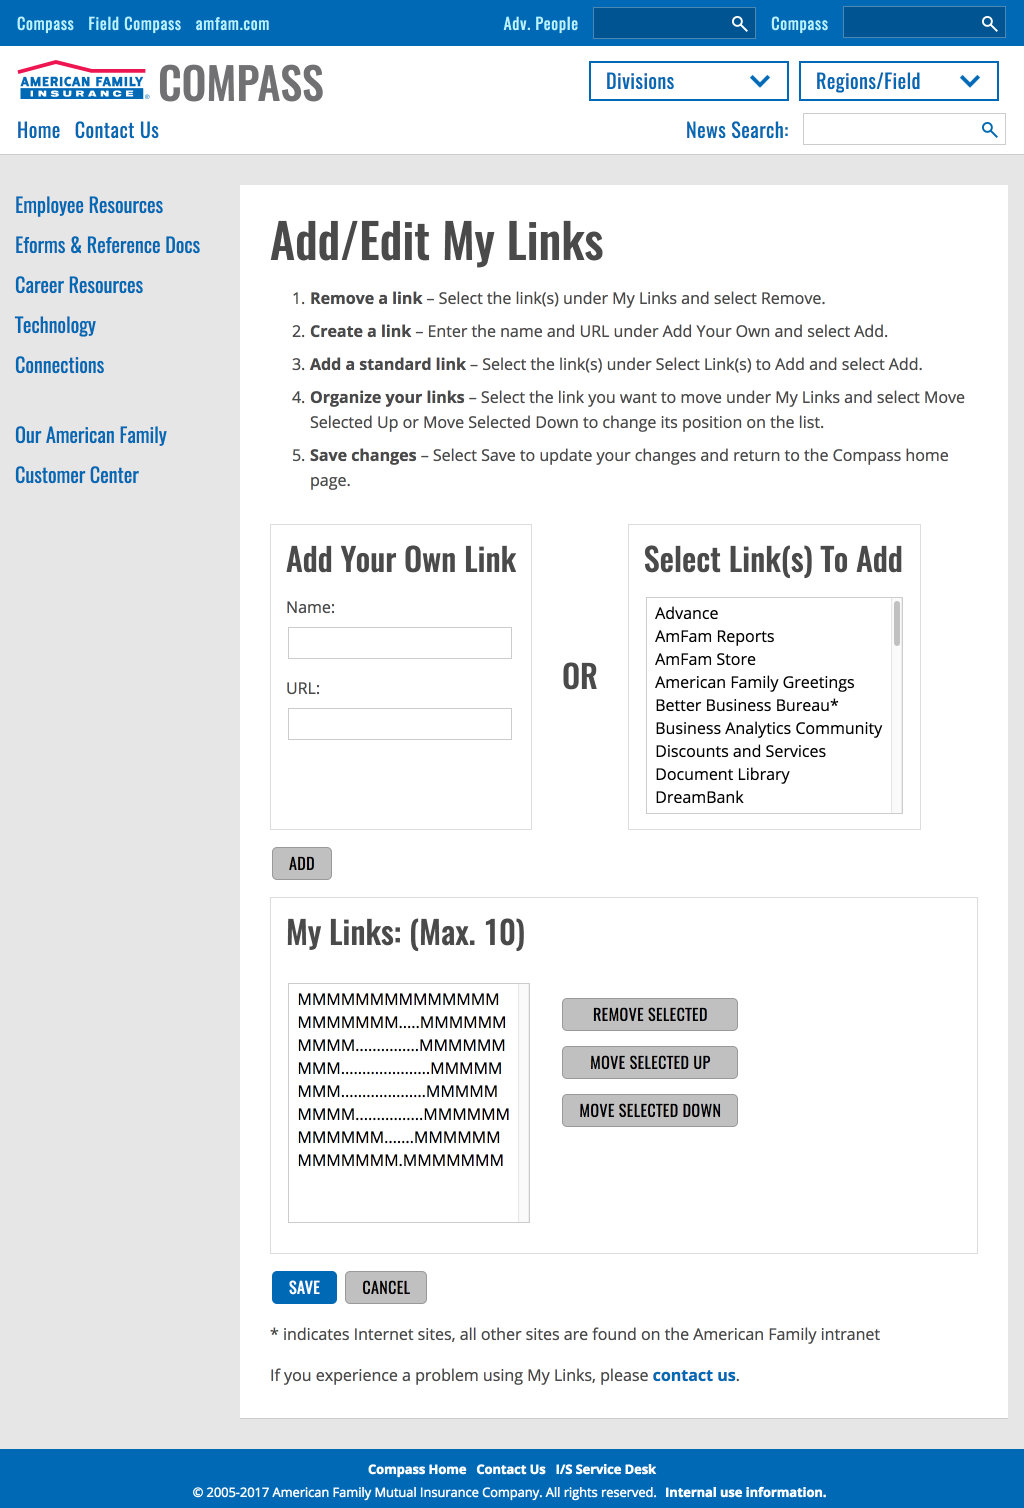 Compass Field Compass amfam.com Adv. People Compass
AMERICAN FAMILY
INSURANCE ®
COMPASS
Divisions Regions/Field
Home Contact Us News Search:
Employee Resources
Eforms & Reference Docs
Career Resources
Technology
Connections
Our American Family
Customer Center
Add/Edit My Links
1. Remove a link – Select the link(s) under My Links and select Remove.
2. Create a link – Enter the name and URL under Add Your Own and select Add.
3. Add a standard link – Select the link(s) under Select Link(s) to Add and select Add.
4. Organize your links – Select the link you want to move under My Links and select Move
Selected Up or Move Selected Down to change its position on the list.
5. Save changes – Select Save to update your changes and return to the Compass home
page.
Add Your Own Link
Name:
URL:
OR
Select Link(s) To Add
Advance
AmFam Reports
AmFam Store
American Family Greetings
Better Business Bureau*
Business Analytics Community
Discounts and Services
Document Library
DreamBank
ADD
My Links: (Max. 10)
MMMMMMMMMMMMMM
MMMMMMM.....MMMMMM
MMMM...............MMMMMM
MMM.....................MMMMM
MMM....................MMMMM
MMMM................MMMMMM
MMMMMM.......MMMMMM
MMMMMMM.MMMMMMM
REMOVE SELECTED
MOVE SELECTED UP
MOVE SELECTED DOWN
SAVE CANCEL
* indicates Internet sites, all other sites are found on the American Family intranet
If you experience a problem using My Links, please contact us.
Compass Home Contact Us I/S Service Desk
© 2005-2017 American Family Mutual Insurance Company. All rights reserved. Internal use information.